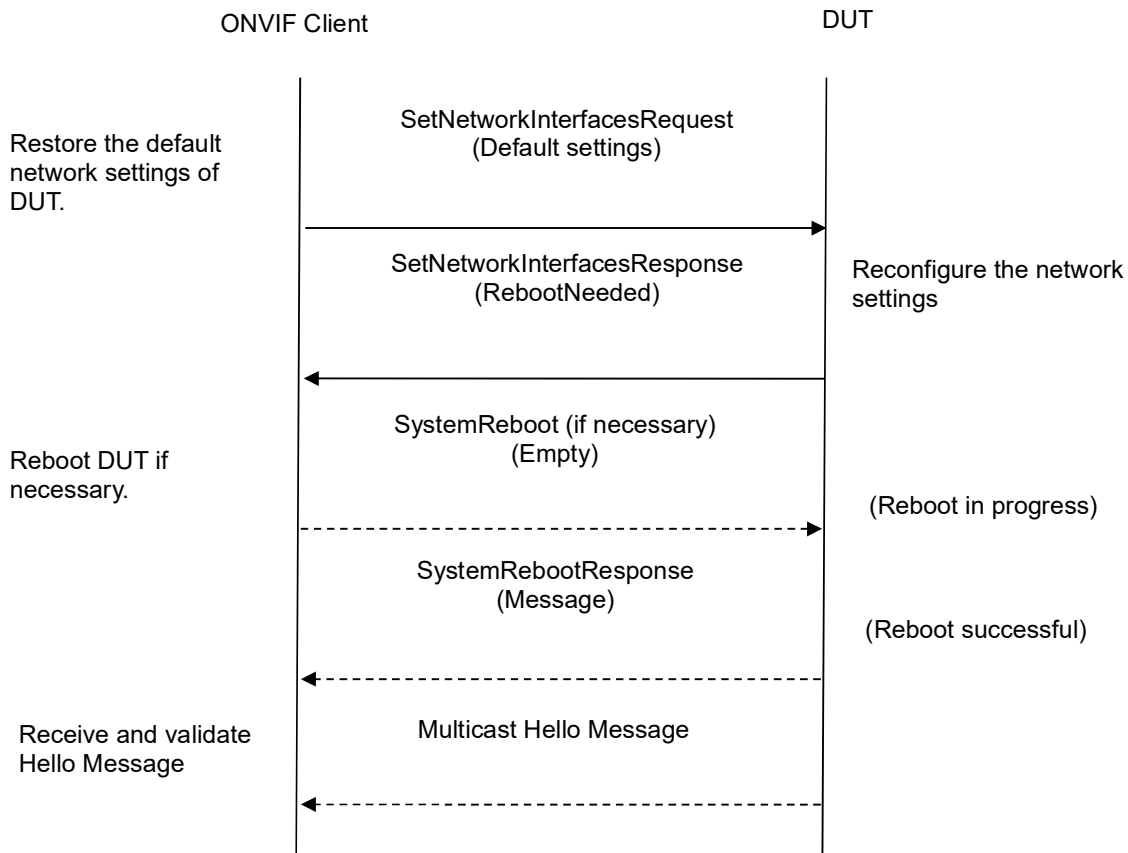 ONVIF Client
DUT
SetNetworkInterfacesRequest
(Default settings)
Restore the default
network settings of
DUT.
SetNetworkInterfacesResponse
(RebootNeeded)
Reconfigure the network
settings
SystemReboot (if necessary)
(Empty)
Reboot DUT if
necessary.
(Reboot in progress)
SystemRebootResponse
(Message)
(Reboot successful)
Multicast Hello Message
Receive and validate
Hello Message